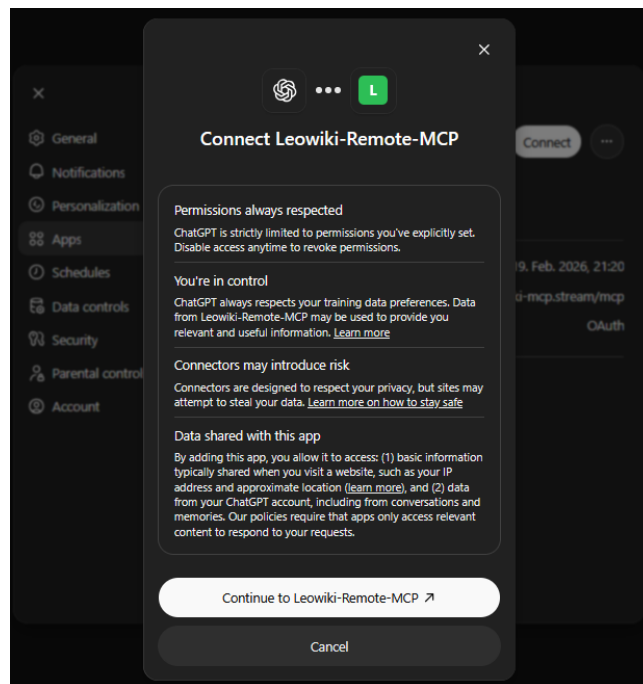 L
Connect Leowiki-Remote-MCP
Permissions always respected
ChatGPT is strictly limited to permissions you've explicitly set.
Disable access anytime to revoke permissions.
You're in control
ChatGPT always respects your training data preferences. Data
from Leowiki-Remote-MCP may be used to provide you
relevant and useful information. Learn more
Connectors may introduce risk
Connectors are designed to respect your privacy, but sites may
attempt to steal your data. Learn more on how to stay safe
Data shared with this app
By adding this app, you allow it to access: (1) basic information
typically shared when you visit a website, such as your IP
address and approximate location (learn more), and (2) data
from your ChatGPT account, including from conversations and
memories. Our policies require that apps only access relevant
content to respond to your requests.
Continue to Leowiki-Remote-MCP
Cancel
General
Notifications
Personalization
Apps
Schedules
Data controls
Security
Parental control
Account
Connect
9. Feb. 2026, 21:20
ki-mcp.stream/mcp
OAuth